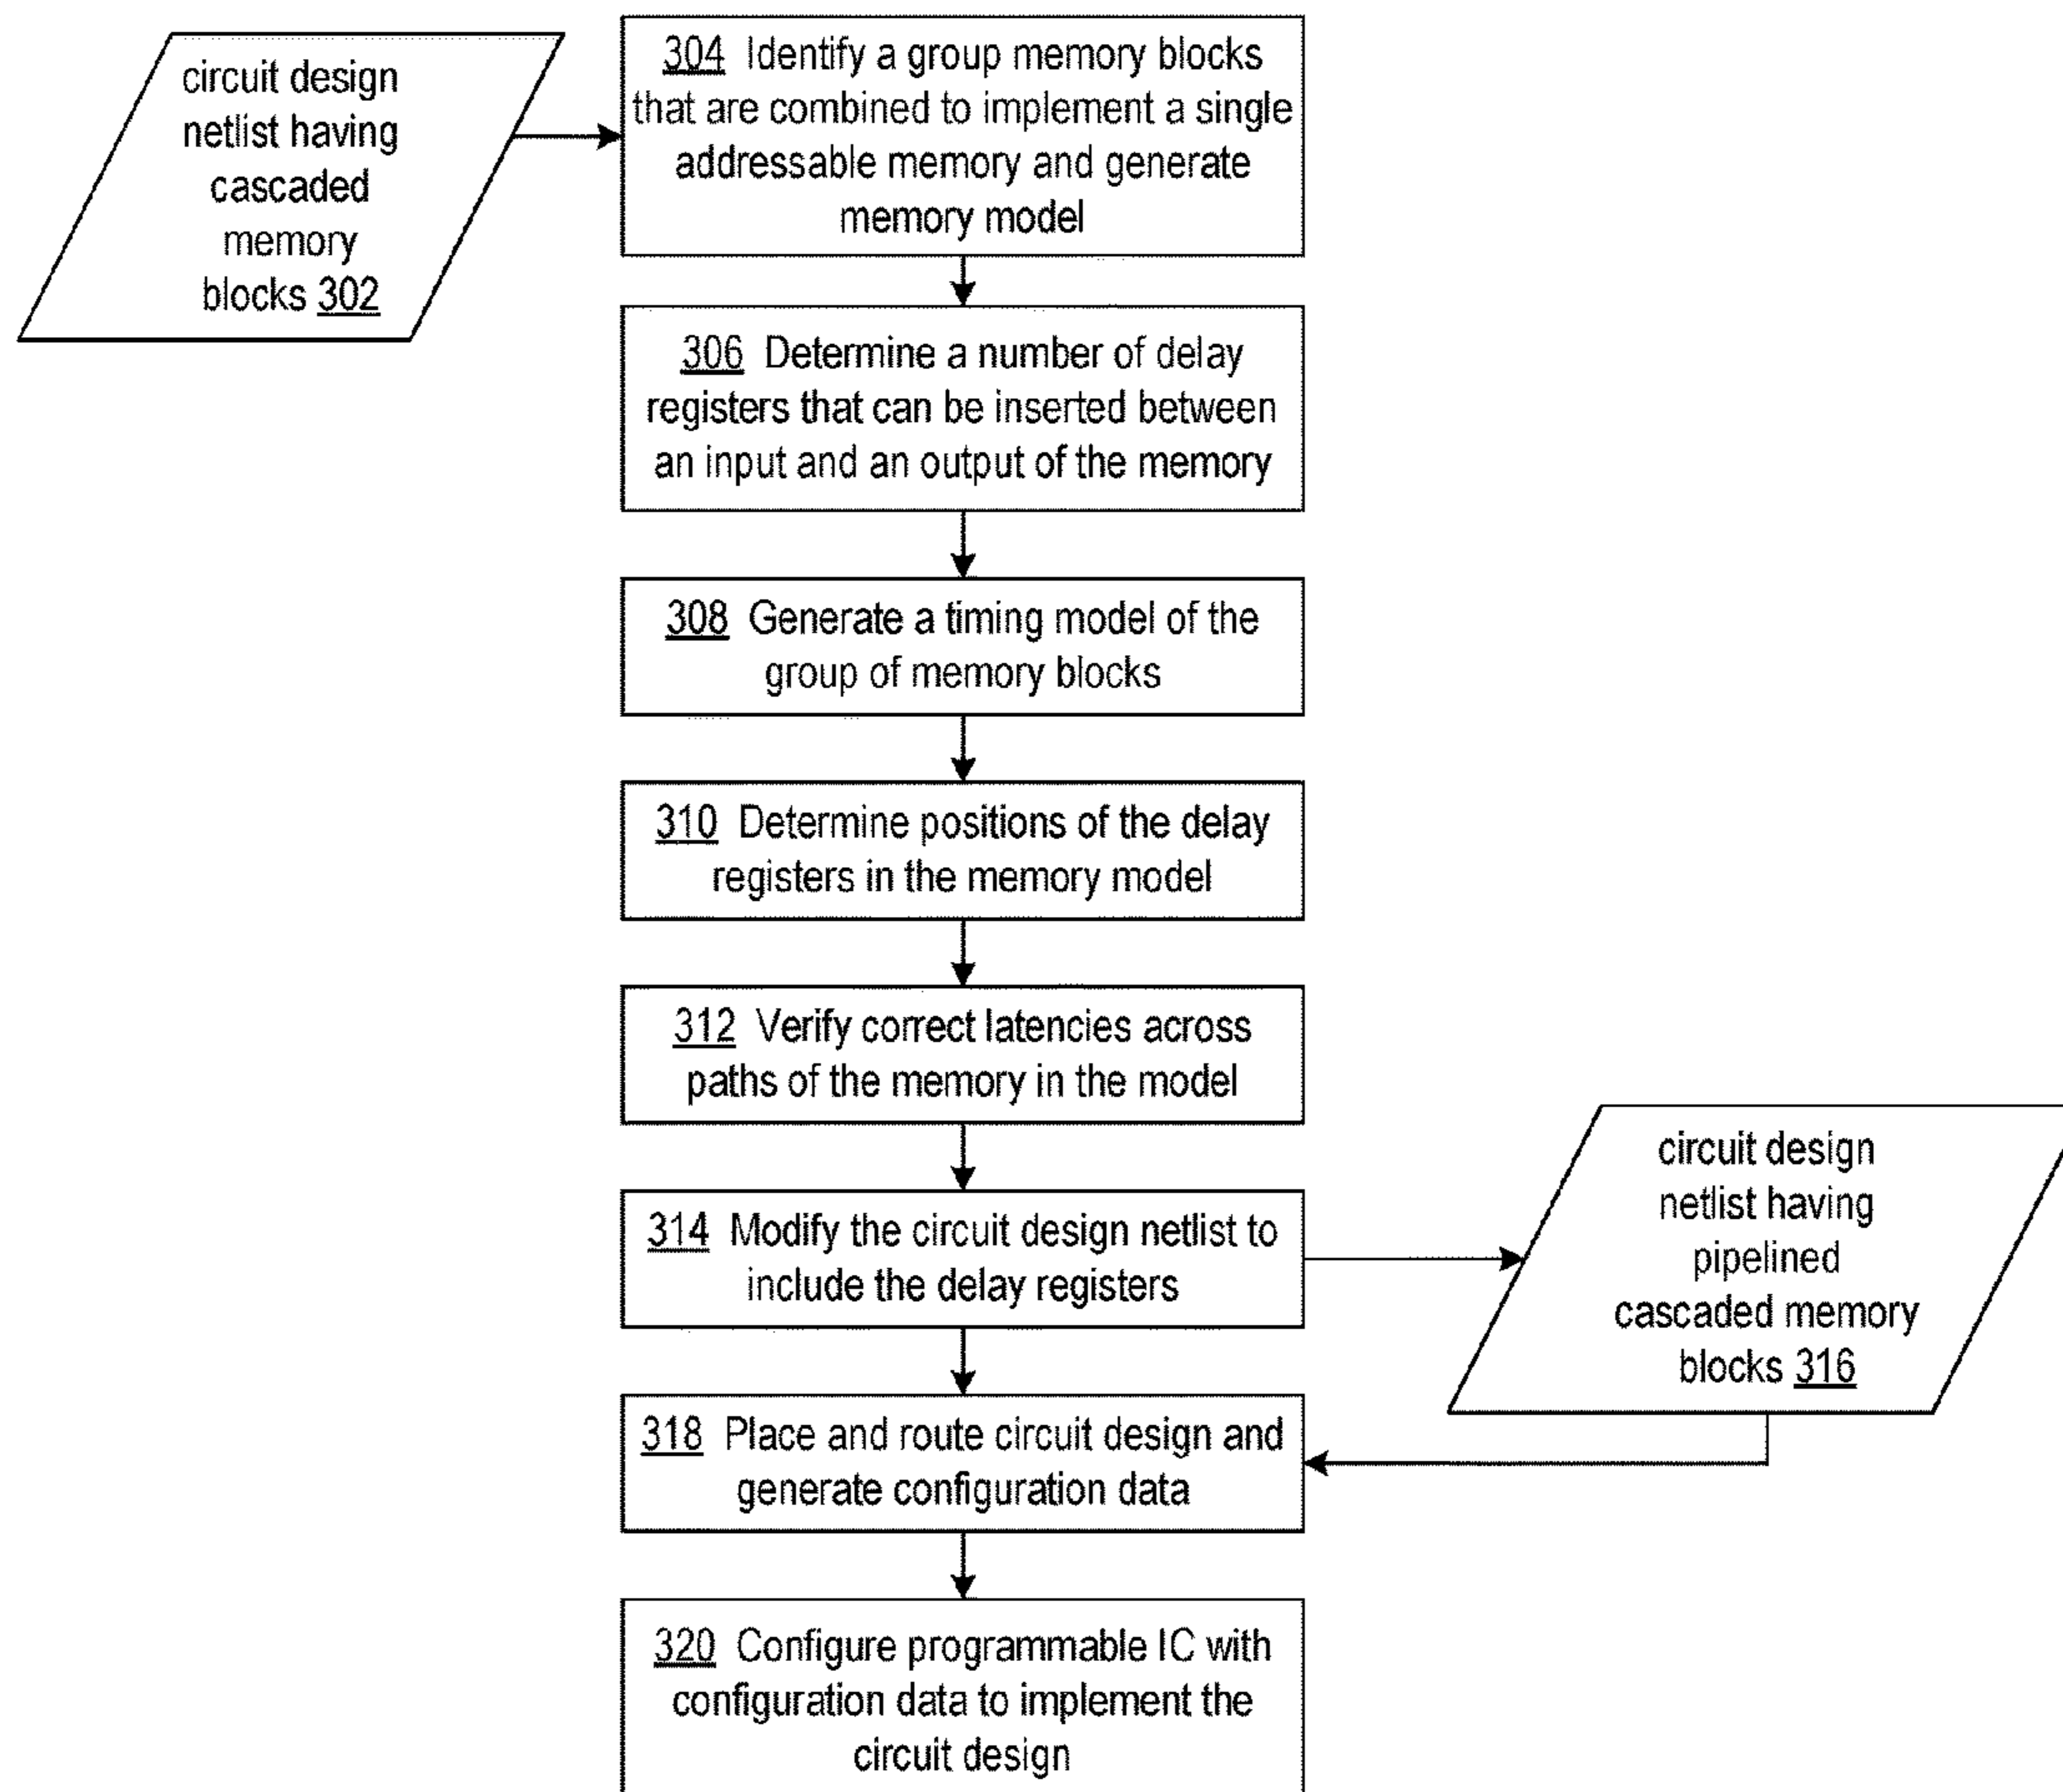 circuit design
netlist having
cascaded
memory
blocks 302
304 Identify a group memory blocks
that are combined to implement a single
addressable memory and generate
memory model
306 Determine a number of delay
registers that can be inserted between
an input and an output of the memory
308 Generate a timing model of the
group of memory blocks
310 Determine positions of the delay
registers in the memory model
312 Verify correct latencies across
paths of the memory in the model
314 Modify the circuit design netlist to
include the delay registers
circuit design
netlist having
pipelined
cascaded memory
blocks 316
318 Place and route circuit design and
generate configuration data
320 Configure programmable IC with
configuration data to implement the
circuit design